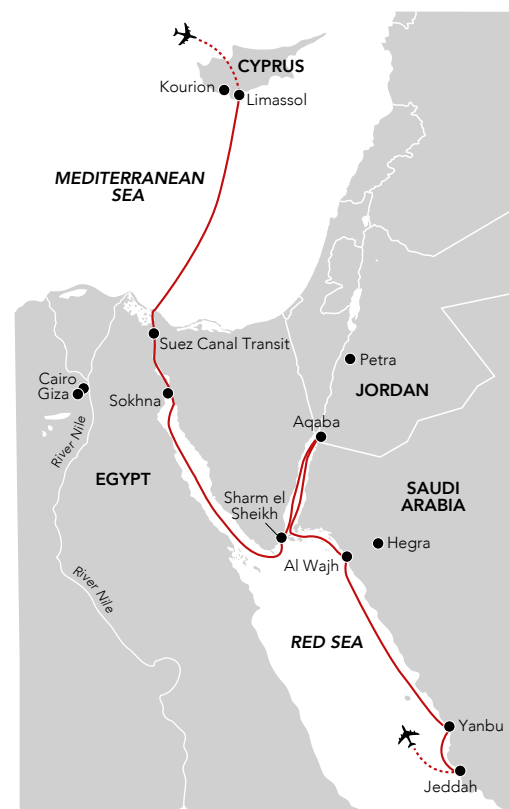 CYPRUS
Kourion
Limassol
MEDITERRANEAN
SEA
Suez Canal Transit
Petra
Cairo
Giza
Sokhna
JORDAN
Aqaba
River Nile
EGYPT
SAUDI
ARABIA
Sharm el
Sheikh
Hegra
Al Wajh
River Nile
RED SEA
Yanbu
Jeddah